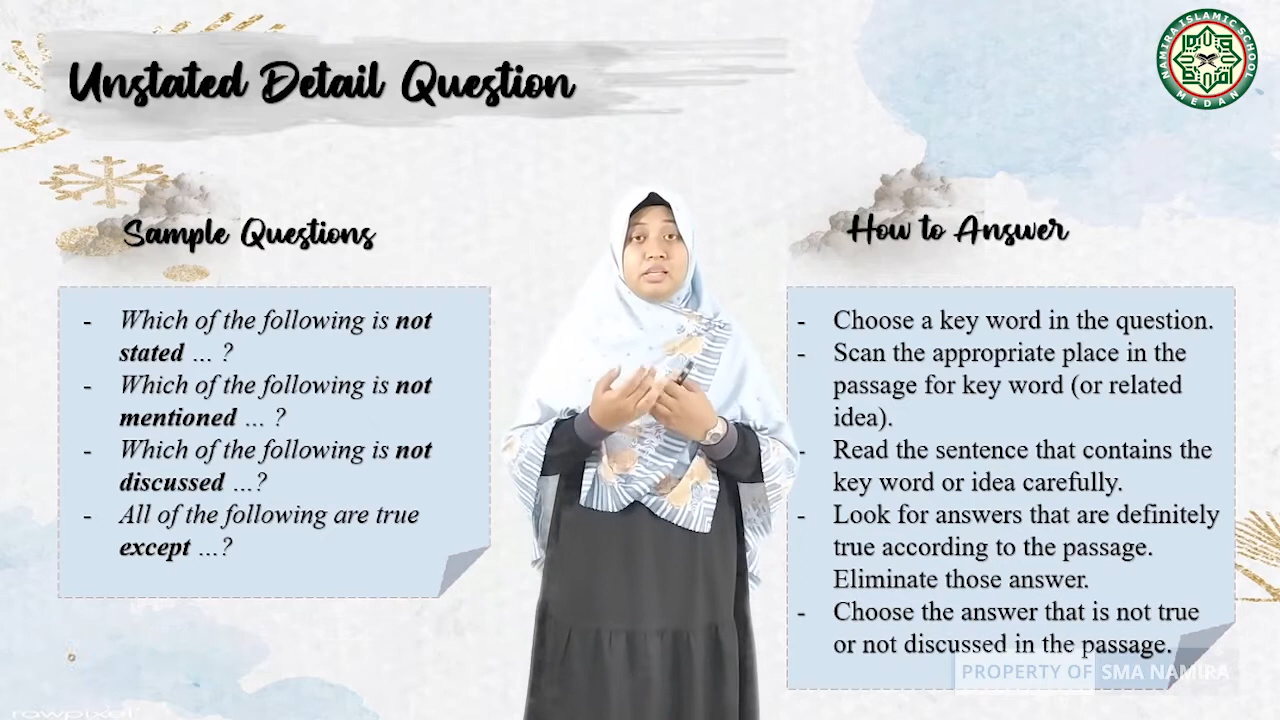 Unstated Detail Question
NAMIRA ISLAMIC SCHOOL
MEDAN
Sample Questions
- Which of the following is not
stated ... ?
- Which of the following is not
mentioned ... ?
- Which of the following is not
discussed ...?
- All of the following are true
except ...?
How to Answer
- Choose a key word in the question.
- Scan the appropriate place in the
passage for key word (or related
idea).
- Read the sentence that contains the
key word or idea carefully.
- Look for answers that are definitely
true according to the passage.
Eliminate those answer.
- Choose the answer that is not true
or not discussed in the passage.
PROPERTY OF SMA NAMIRA
rawpixel